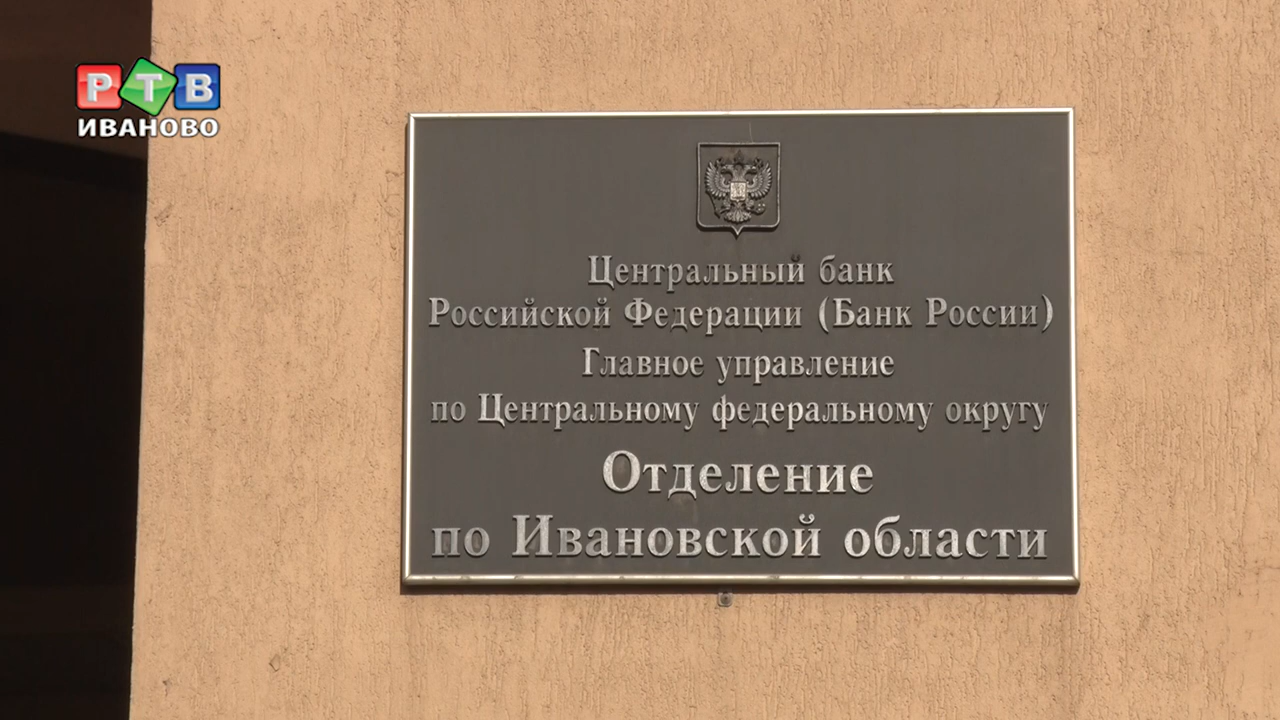 РТВ
ИВАНОВО
Центральный банк
Российской Федерации (Банк России)
Главное управление
по Центральному федеральному округу
Отделение
по Ивановской области